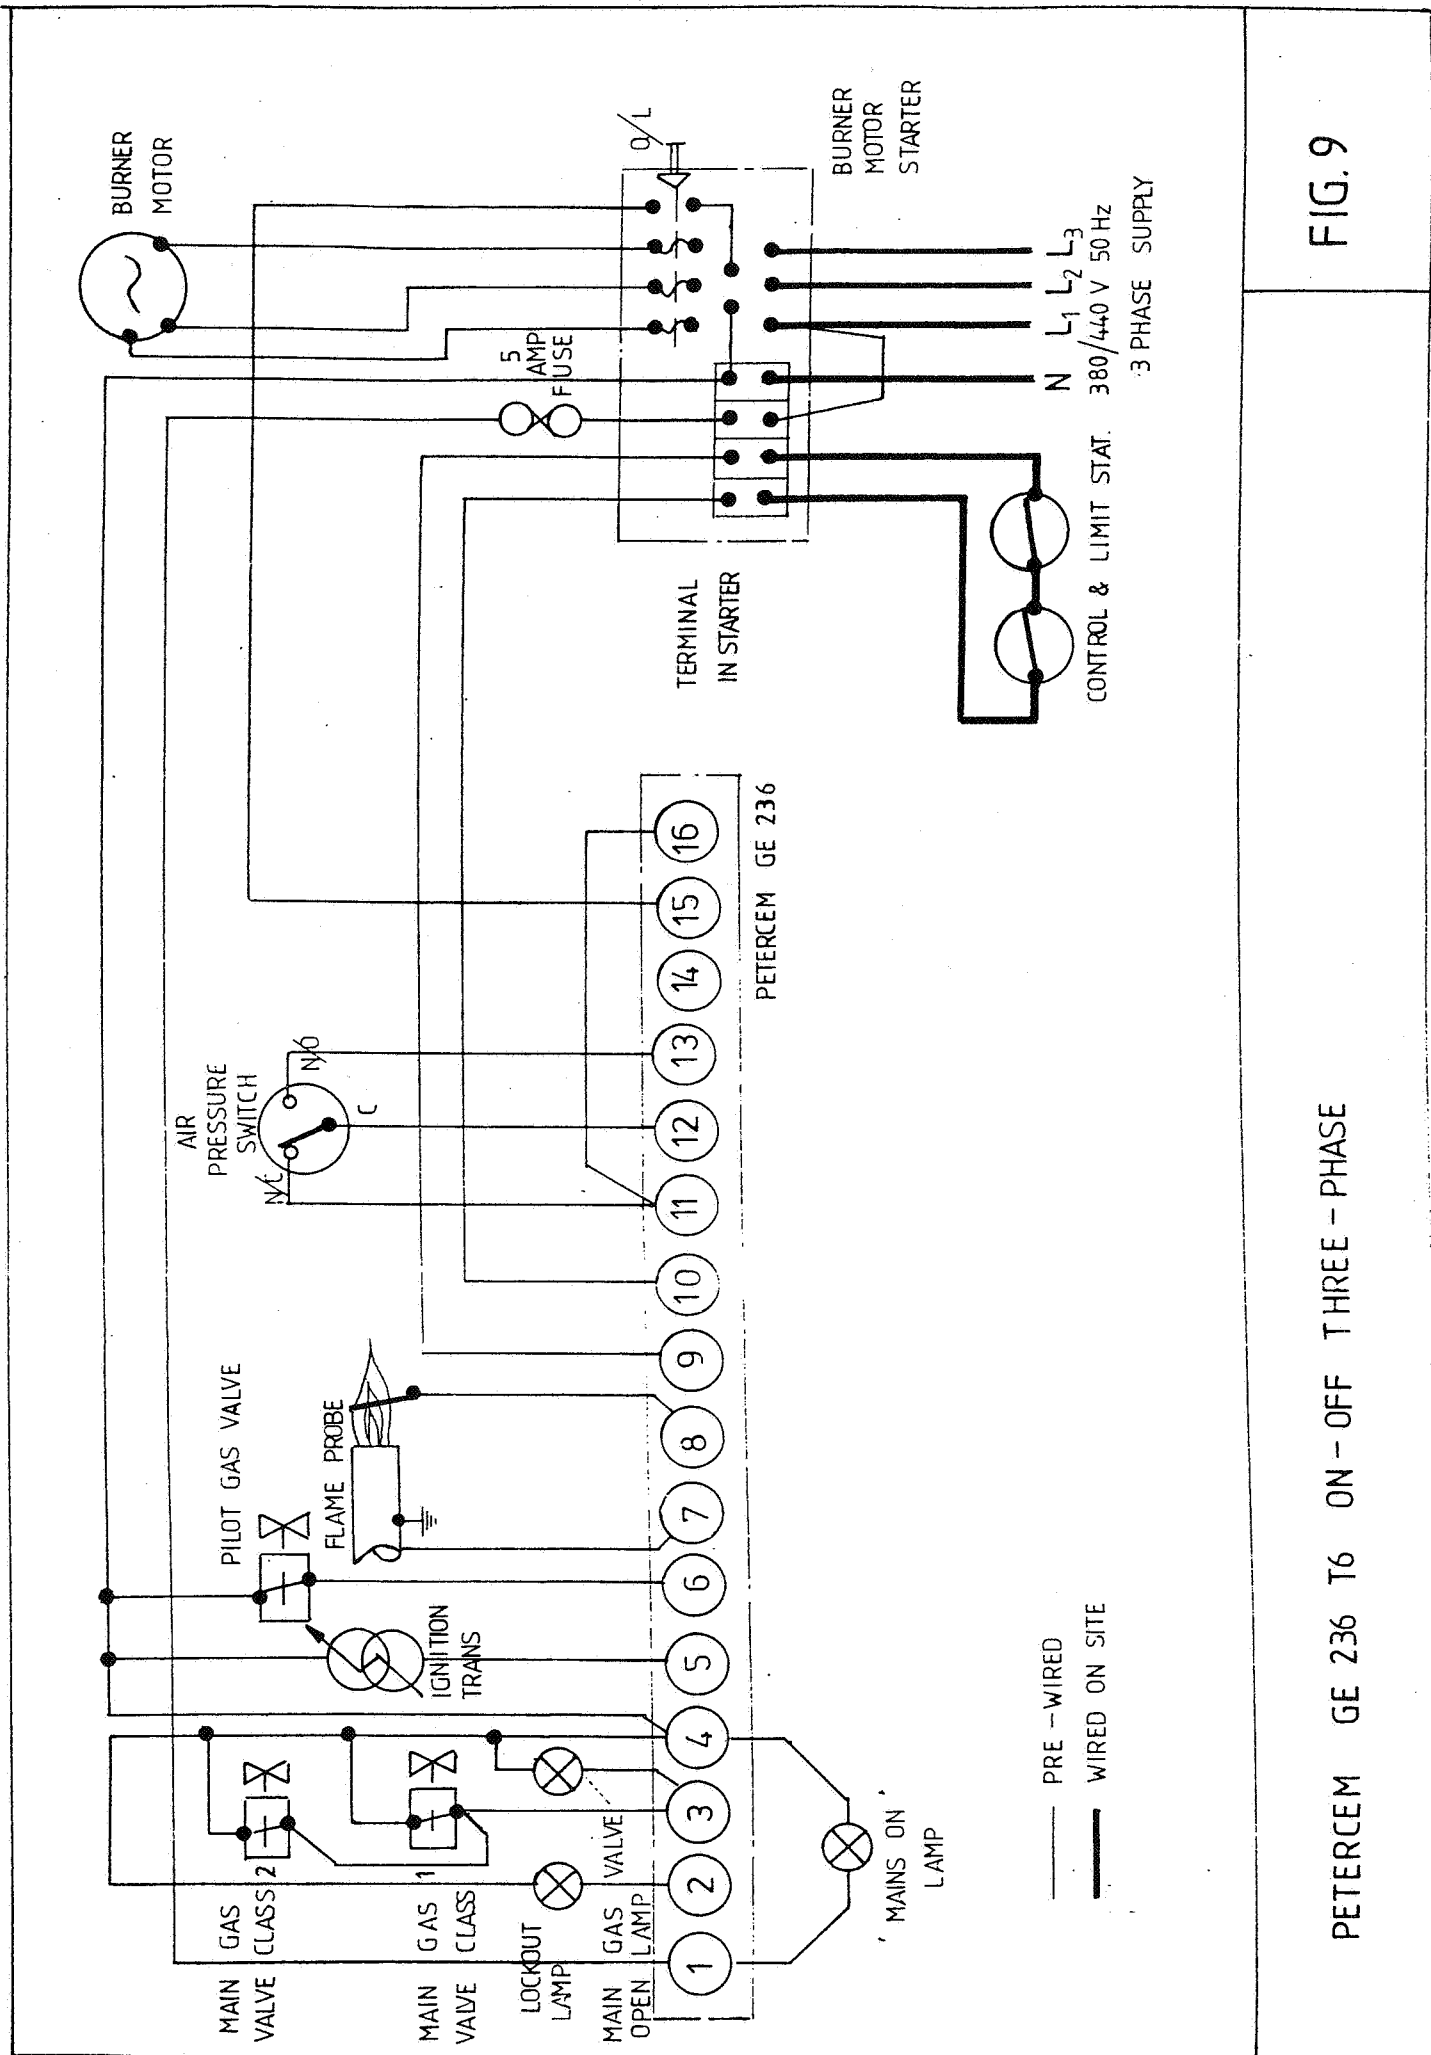 BURNER
MOTOR
5
AMP
FUSE
O/L
BURNER
MOTOR
STARTER
TERMINAL
IN STARTER
N L1 L2 L3
380/440 V 50 Hz
3 PHASE SUPPLY
CONTROL & LIMIT STAT.
AIR
PRESSURE
SWITCH
N/C
N/O
C
PILOT GAS VALVE
FLAME PROBE
IGNITION
TRANS
MAIN GAS
VALVE CLASS 2
MAIN GAS
VALVE CLASS 1
LOCKOUT
LAMP
MAIN GAS VALVE
OPEN LAMP
1 2 3 4 5 6 7 8 9 10 11 12 13 14 15 16
PETERCEM GE 236
'MAINS ON'
LAMP
PRE-WIRED
WIRED ON SITE
PETERCEM GE 236 T6 ON-OFF THREE-PHASE
FIG. 9